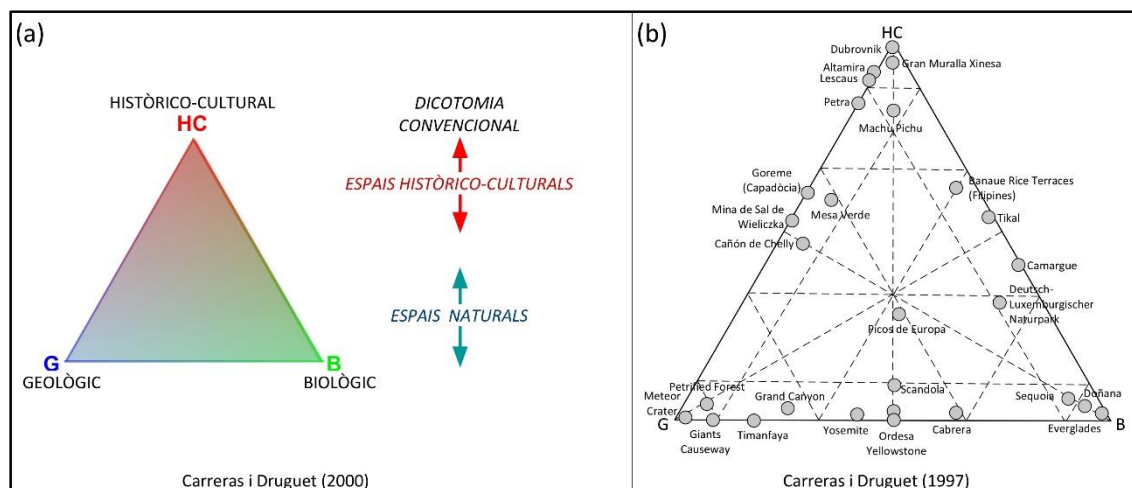 (a)
HISTÒRICO-CULTURAL
HC
G
GEOLÒGIC
B
BIOLÒGIC
DICOTOMIA
CONVENCIONAL
ESPAIS HISTÒRICO-CULTURALS
ESPAIS NATURALS
Carreras i Druguet (2000)
(b)
HC
Dubrovnik
Gran Muralla Xinesa
Altamira
Lescaus
Petra
Machu Pichu
Goreme
(Capadòcia)
Banaue Rice Terraces
(Filipines)
Mesa Verde
Mina de Sal de
Wieliczka
Tikal
Cañón de Chelly
Camargue
Deutsch-
Luxemburgischer
Naturpark
Picos de Europa
Petrified Forest
Scandola
Meteor
Crater
Grand Canyon
Sequoia
Doñana
G
B
Giants
Causeway
Timanfaya
Yosemite
Ordesa
Yellowstone
Cabrera
Everglades
Carreras i Druguet (1997)